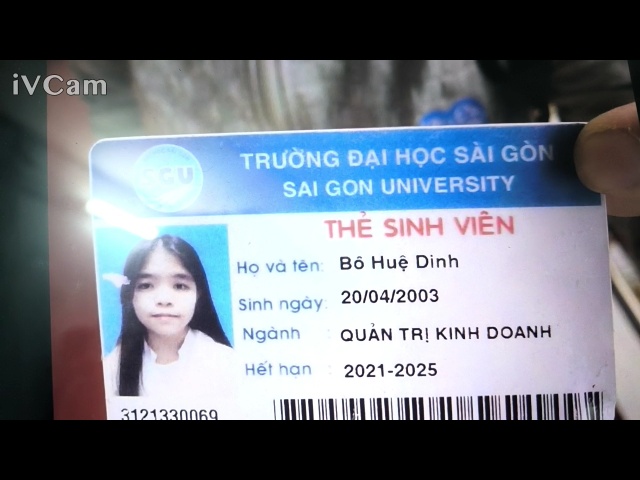 iVCam
SGU
TRƯỜNG ĐẠI HỌC SÀI GÒN
SAI GON UNIVERSITY
THẺ SINH VIÊN
Họ và tên: Bô Huệ Dinh
Sinh ngày: 20/04/2003
Ngành : QUẢN TRỊ KINH DOANH
Hết hạn : 2021-2025
3121330069